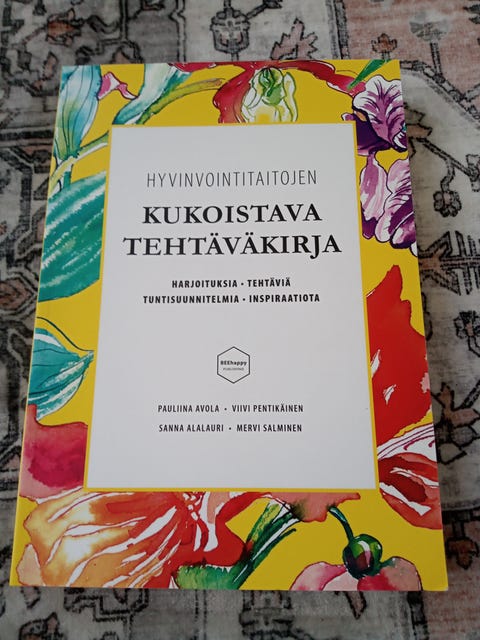 HYVINVOINTITAITOJEN
KUKOISTAVA
TEHTÄVÄKIRJA
HARJOITUKSIA • TEHTÄVIÄ
TUNTISUUNNITELMIA • INSPIRAATIOTA
BEEhappy
PUBLISHING
PAULIINA AVOLA • VIIVI PENTIKÄINEN
SANNA ALALAURI • MERVI SALMINEN